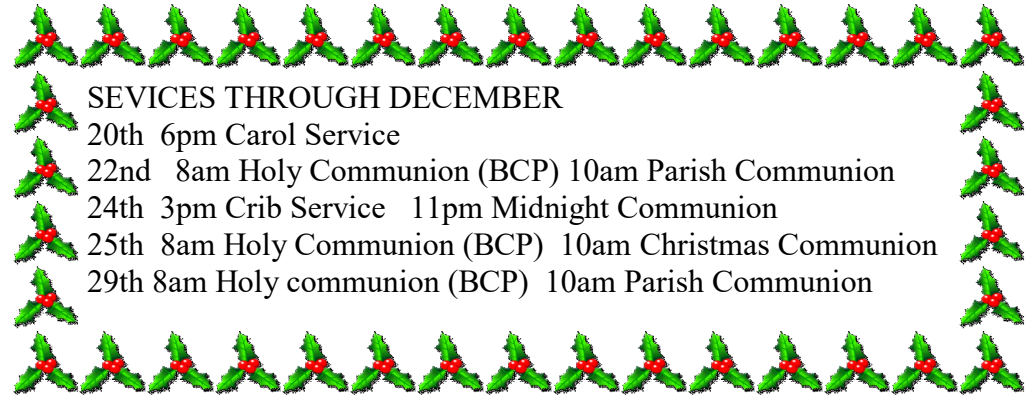 SEVICES THROUGH DECEMBER
20th  6pm Carol Service
22nd   8am Holy Communion (BCP) 10am Parish Communion
24th  3pm Crib Service   11pm Midnight Communion
25th  8am Holy Communion (BCP)  10am Christmas Communion
29th 8am Holy communion (BCP)  10am Parish Communion